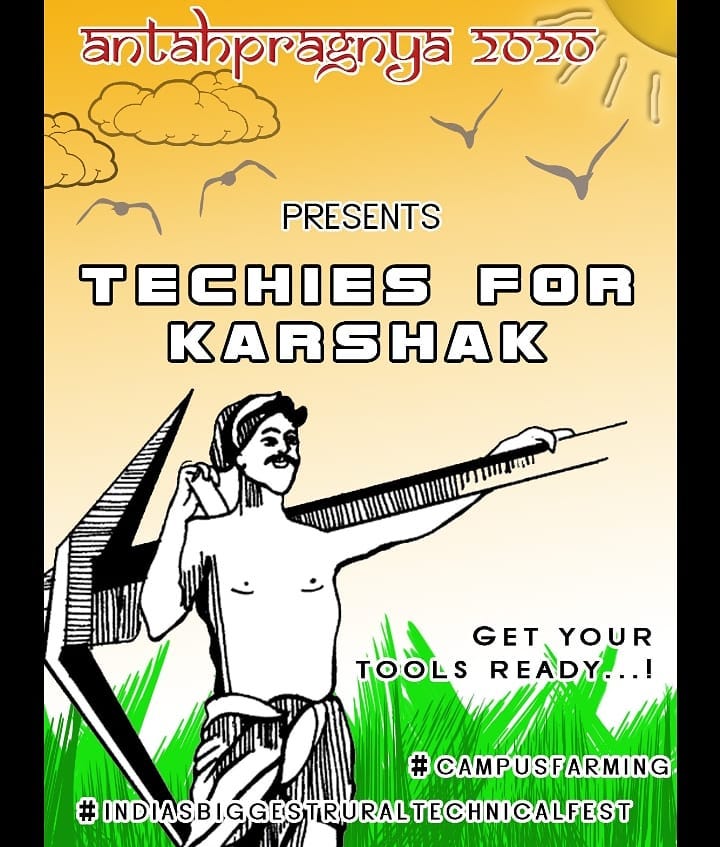 antahpragnya 2020
PRESENTS
TECHIES FOR
KARSHAK
GET YOUR
TOOLS READY...!
#CAMPUSFARMING
#INDIASBIGGESTRURALTECHNICALFEST